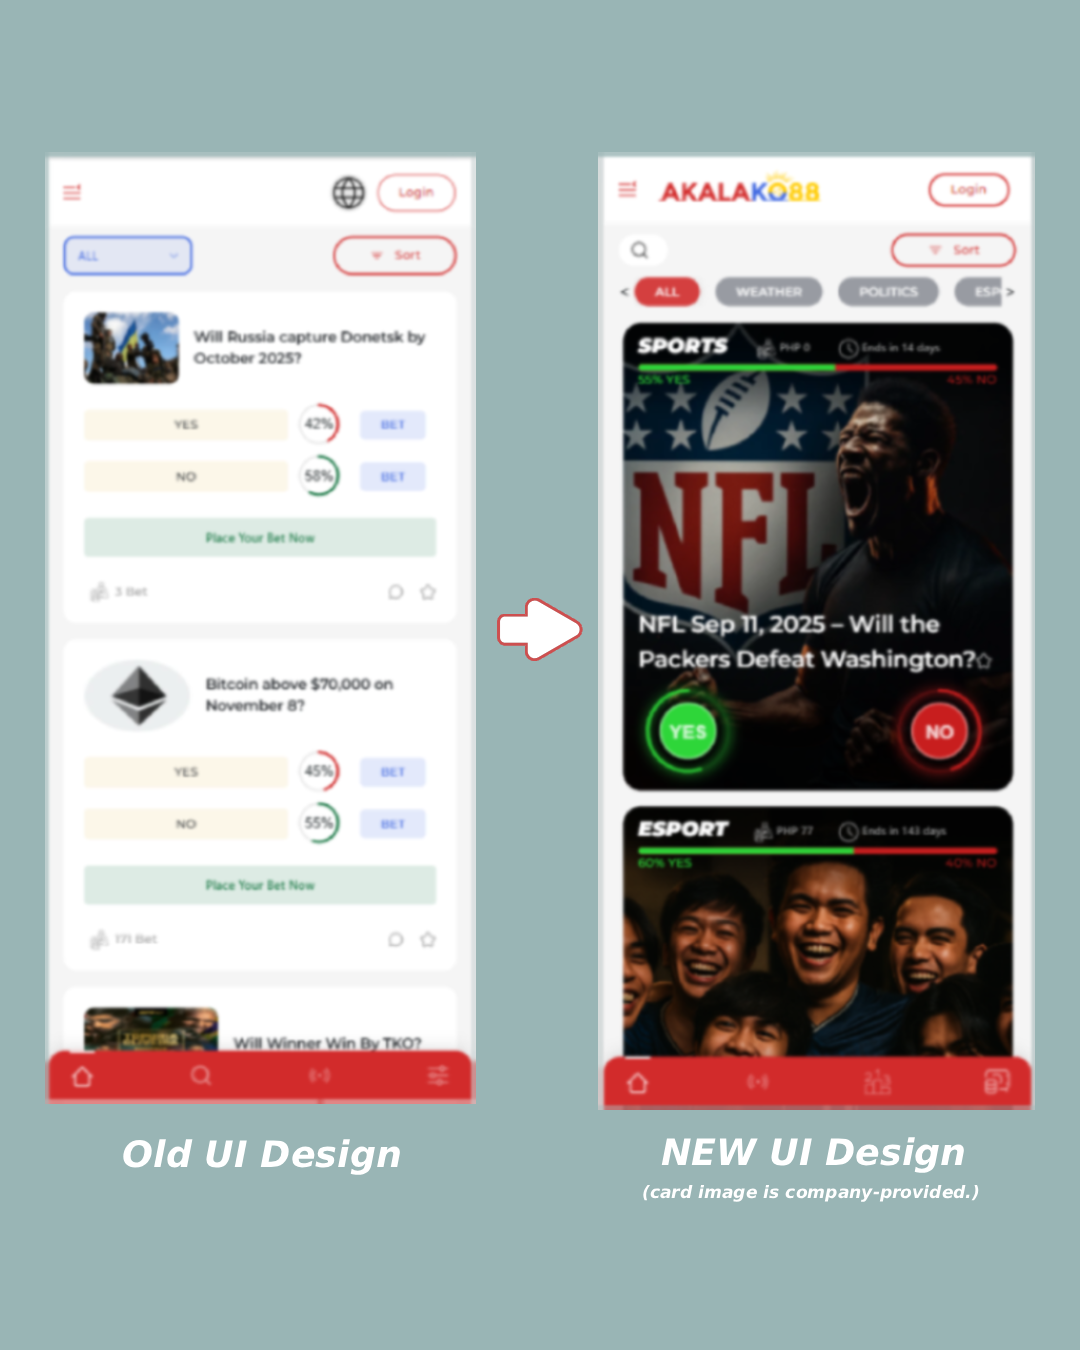 Login
ALL
Sort
Will Russia capture Donetsk by
October 2025?
YES
42%
BET
NO
58%
BET
Place Your Bet Now
3 Bet
Bitcoin above $70,000 on
November 8?
YES
45%
BET
NO
55%
BET
Place Your Bet Now
171 Bet
Will Winner Win By TKO?
Old UI Design
AKALAKO88
Login
Sort
< ALL WEATHER POLITICS ESP >
SPORTS PHP 0 Ends in 14 days
55% YES 45% NO
NFL
NFL Sep 11, 2025 – Will the
Packers Defeat Washington?
YES NO
ESPORT PHP 77 Ends in 143 days
60% YES 40% NO
NEW UI Design
(card image is company-provided.)